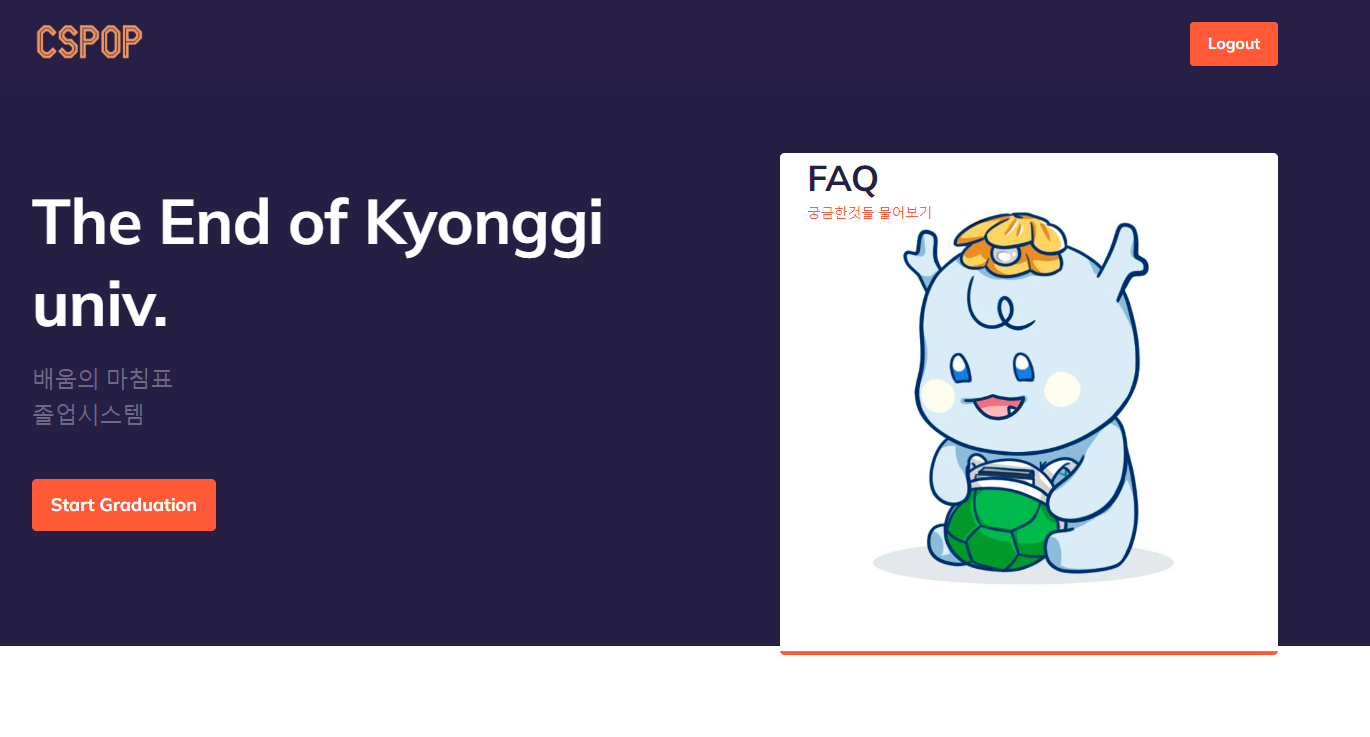 CSPOP
Logout
The End of Kyonggi
univ.
배움의 마침표
졸업시스템
Start Graduation
FAQ
궁금한것들 물어보기